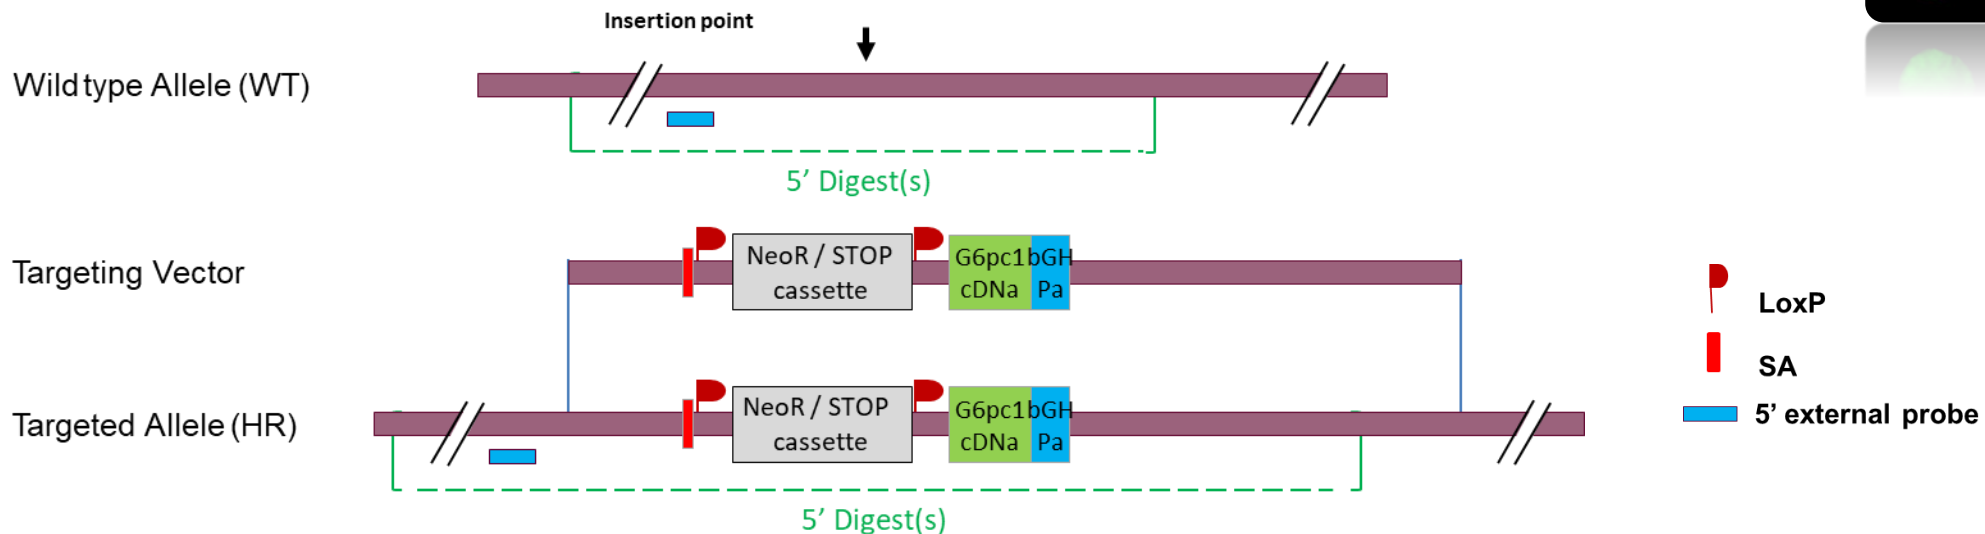 Insertion point
Wild type Allele (WT)
5’ Digest(s)
Targeting Vector
NeoR / STOP
cassette
G6pc1
cDNa
bGH
Pa
LoxP
SA
5’ external probe
Targeted Allele (HR)
NeoR / STOP
cassette
G6pc1
cDNa
bGH
Pa
5’ Digest(s)